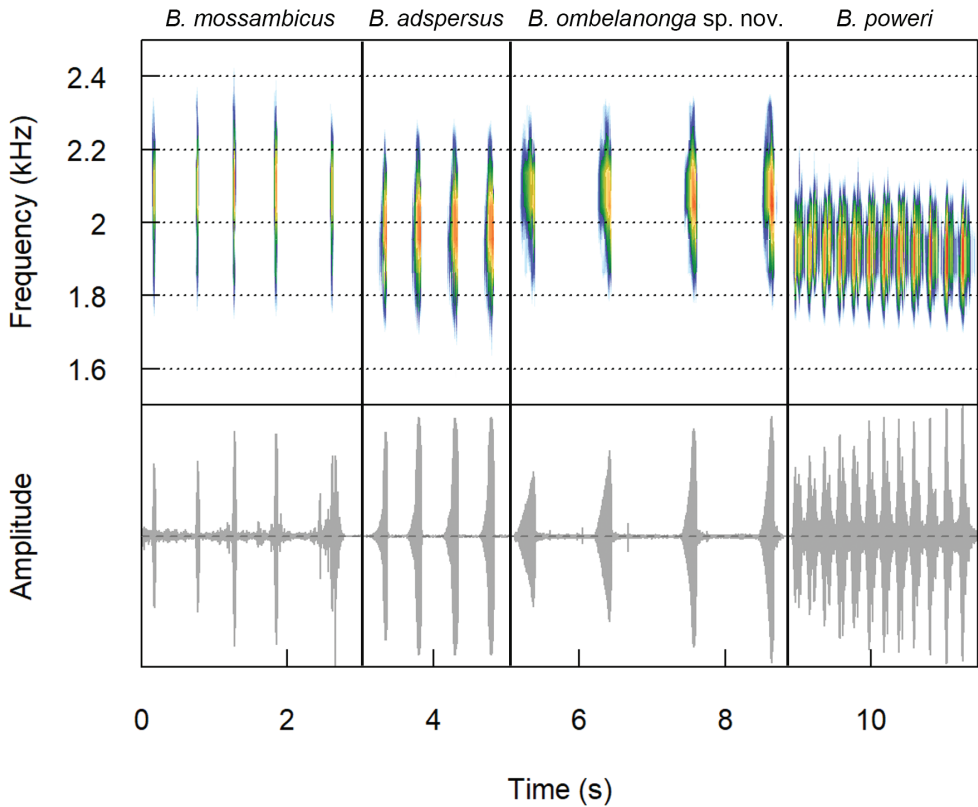 B. mossambicus B. adspersus B. ombelanonga sp. nov. B. poweri
Frequency (kHz)
2.4
2.2
2
1.8
1.6
Amplitude
0 2 4 6 8 10
Time (s)